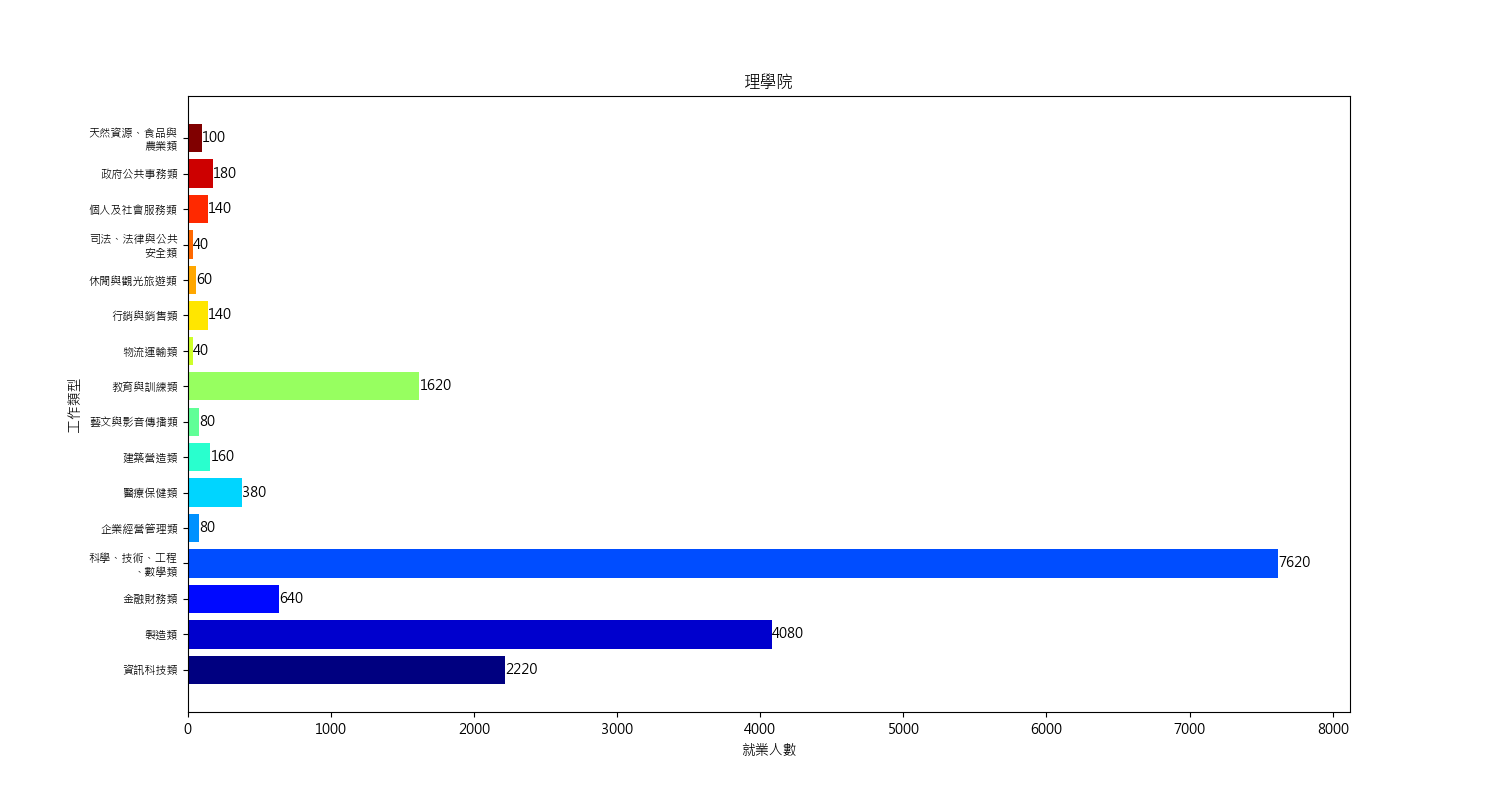 理學院
天然資源、食品與
農業類
100
政府公共事務類
180
個人及社會服務類
140
司法、法律與公共
安全類
40
休閒與觀光旅遊類
60
行銷與銷售類
140
物流運輸類
40
教育與訓練類
1620
藝文與影音傳播類
80
建築營造類
160
醫療保健類
380
企業經營管理類
80
科學、技術、工程
、數學類
7620
金融財務類
640
製造類
4080
資訊科技類
2220
工作類型
0 1000 2000 3000 4000 5000 6000 7000 8000
就業人數